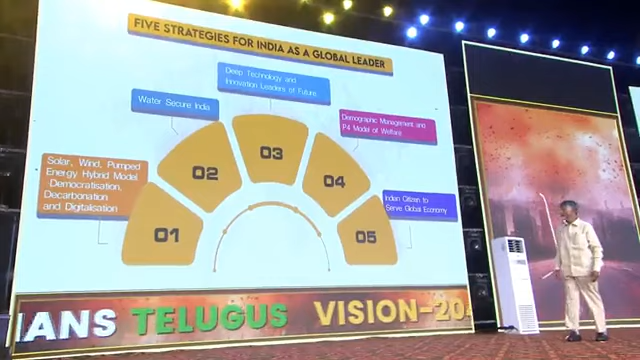 FIVE STRATEGIES FOR INDIA AS A GLOBAL LEADER
Deep Technology and
Innovation Leaders of Future
Water Secure India
Demographic Management and
P4 Model of Welfare
Solar, Wind, Pumped
Energy Hybrid Model
Democratisation,
Decarbonation
and Digitalisation
Indian Citizen to
Serve Global Economy
01
02
03
04
05
IANS TELUGUS VISION-204